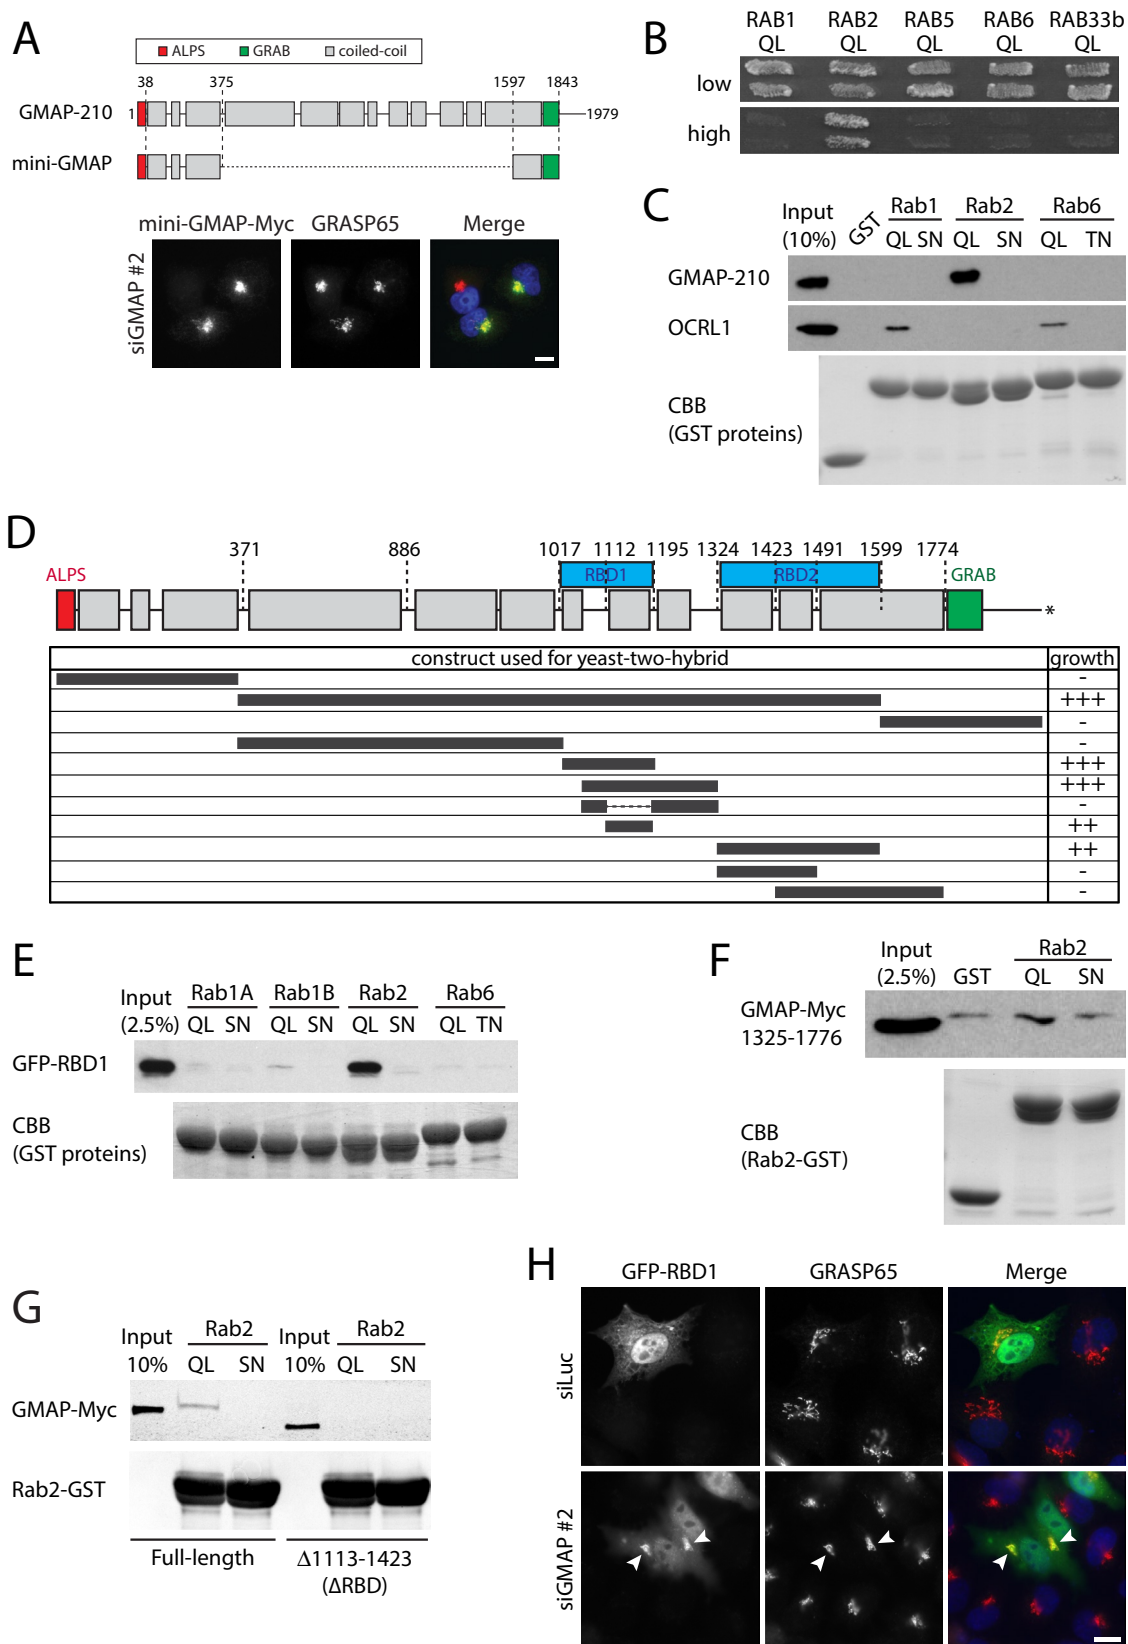 A
ALPS GRAB coiled-coil
38 375 1597 1843
GMAP-210 1 1979
mini-GMAP
mini-GMAP-Myc GRASP65 Merge
siGMAP #2
B
RAB1 RAB2 RAB5 RAB6 RAB33b
QL QL QL QL QL
low
high
C
Input GST Rab1 Rab2 Rab6
(10%) QL SN QL SN QL TN
GMAP-210
OCRL1
CBB
(GST proteins)
D
371 886 1017 1112 1195 1324 1423 1491 1599 1774
ALPS RBD1 RBD2 GRAB
*
construct used for yeast-two-hybrid growth
-
+++
-
-
+++
+++
-
++
++
-
-
E
Input Rab1A Rab1B Rab2 Rab6
(2.5%) QL SN QL SN QL SN QL TN
GFP-RBD1
CBB
(GST proteins)
F
Input Rab2
(2.5%) GST QL SN
GMAP-Myc
1325-1776
CBB
(Rab2-GST)
G
Input Rab2 Input Rab2
10% QL SN 10% QL SN
GMAP-Myc
Rab2-GST
Full-length Δ1113-1423
(ΔRBD)
H
GFP-RBD1 GRASP65 Merge
siLuc
siGMAP #2